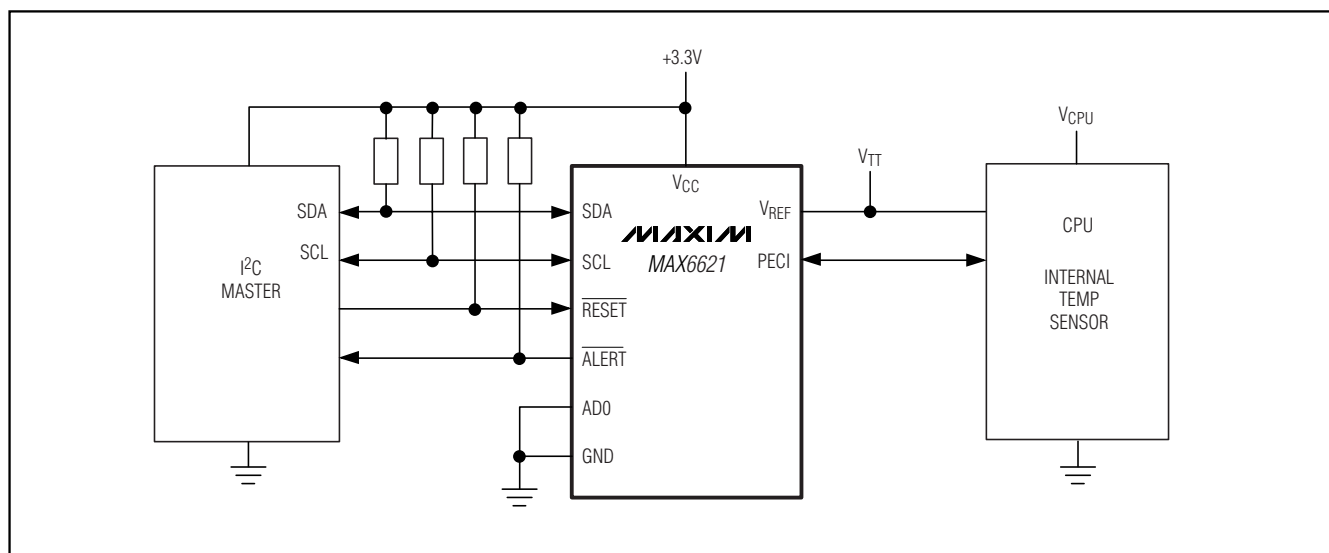 +3.3V
VCPU
VTT
VCC
SDA
SDA
VREF
CPU
MAXIM
MAX6621
SCL
SCL
PECI
I²C
MASTER
INTERNAL
TEMP
SENSOR
RESET
ALERT
AD0
GND